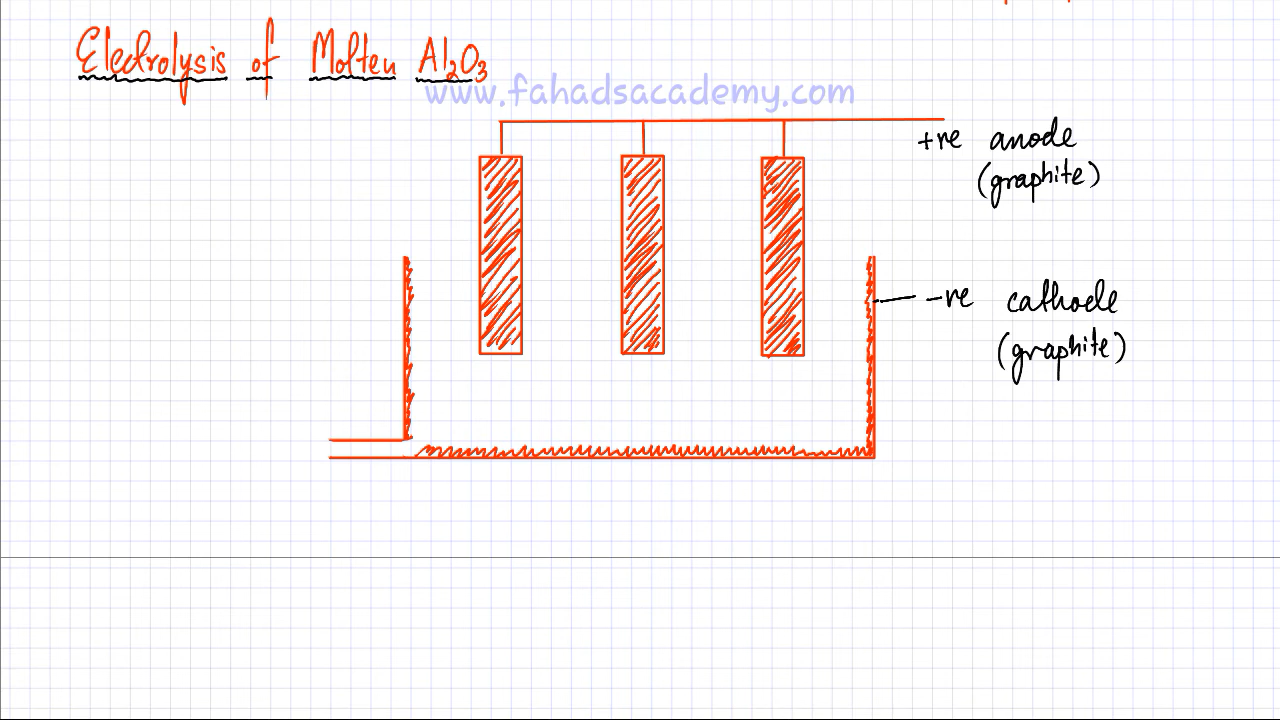 Electrolysis of Molten Al₂O₃
www.fahadsacademy.com
+ve anode
(graphite)
-ve cathode
(graphite)